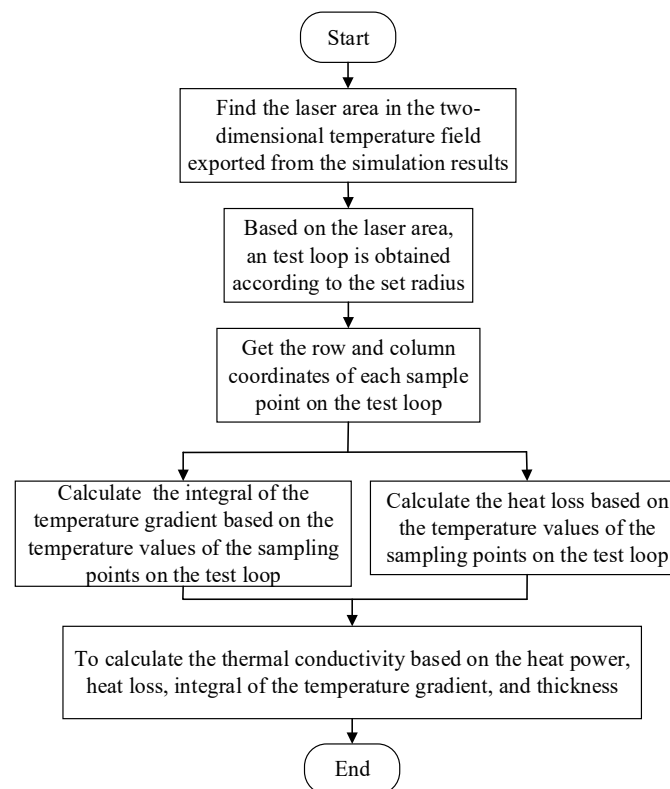 Start
Find the laser area in the two-
dimensional temperature field
exported from the simulation results
Based on the laser area,
an test loop is obtained
according to the set radius
Get the row and column
coordinates of each sample
point on the test loop
Calculate the integral of the
temperature gradient based on the
temperature values of the sampling
points on the test loop
Calculate the heat loss based on
the temperature values of the
sampling points on the test loop
To calculate the thermal conductivity based on the heat power,
heat loss, integral of the temperature gradient, and thickness
End